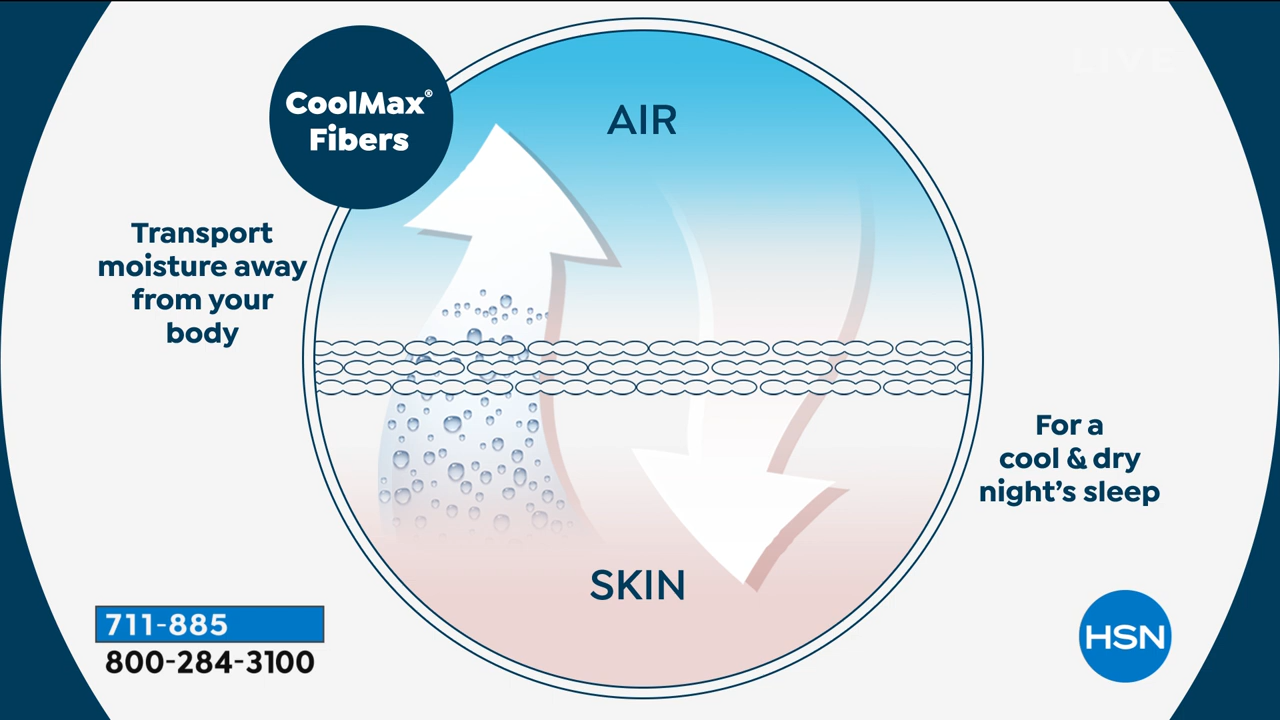 LIVE
CoolMax®
Fibers
AIR
Transport
moisture away
from your
body
For a
cool & dry
night's sleep
SKIN
711-885
800-284-3100
HSN